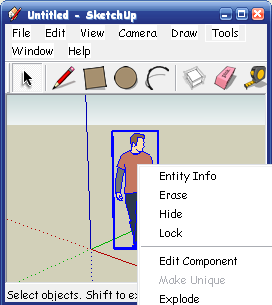 Untitled - SketchUp
File Edit View Camera Draw Tools
Window Help
Entity Info
Erase
Hide
Lock
Edit Component
Make Unique
Explode
Select objects. Shift to